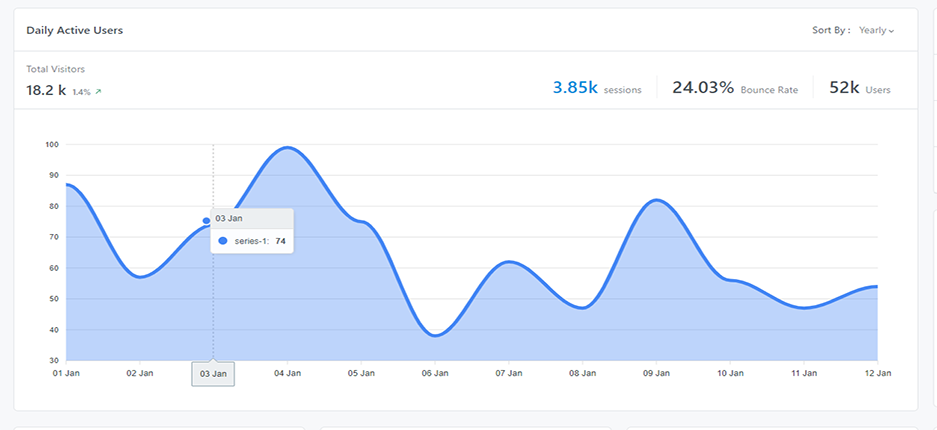 Daily Active Users
Sort By : Yearly
Total Visitors
18.2 k 1.4%
3.85k sessions
24.03% Bounce Rate
52k Users
100
90
80
70
60
50
40
30
03 Jan
series-1: 74
01 Jan 02 Jan 03 Jan 04 Jan 05 Jan 06 Jan 07 Jan 08 Jan 09 Jan 10 Jan 11 Jan 12 Jan